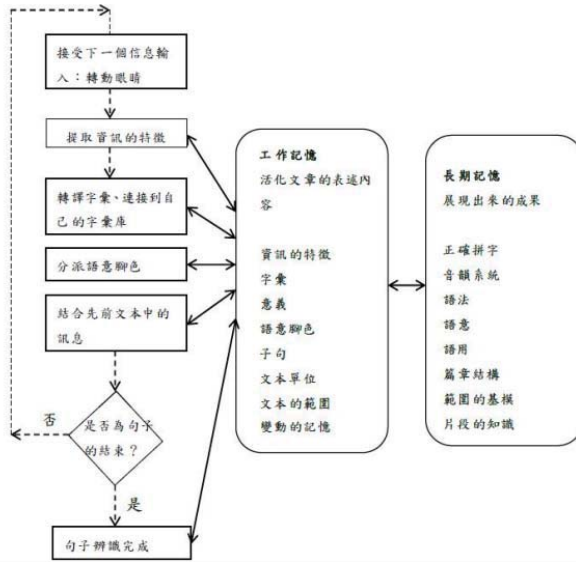 接受下一個信息輸
入：轉動眼睛
提取資訊的特徵
轉譯字彙、連接到自
己的字彙庫
分派語意腳色
結合先前文本中的
訊息
是否為句子
的結束？
否
是
句子辨識完成
工作記憶
活化文章的表述內
容
資訊的特徵
字彙
意義
語意腳色
子句
文本單位
文本的範圍
變動的記憶
長期記憶
展現出來的成果
正確拼字
音韻系統
語法
語意
語用
篇章結構
範圍的基模
片段的知識